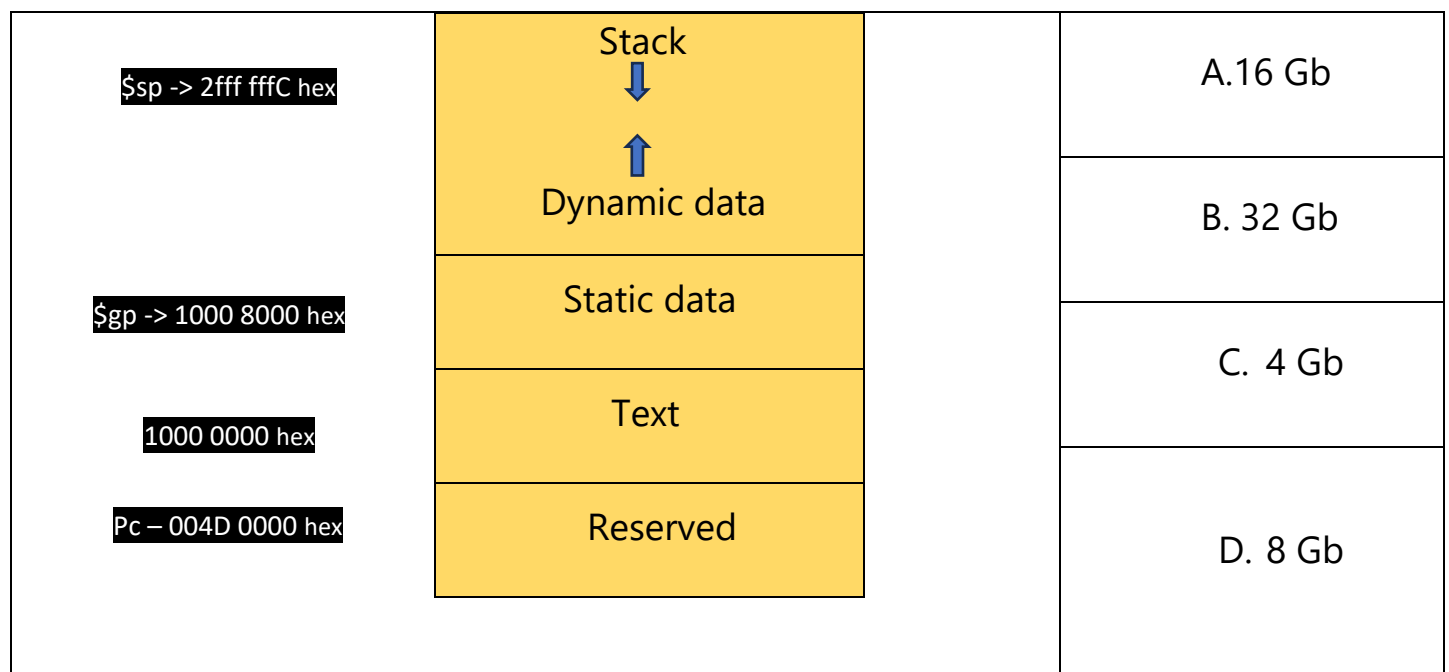 Stack
$sp -> 2fff fffC hex
Dynamic data
Static data
$gp -> 1000 8000 hex
Text
1000 0000 hex
Pc – 004D 0000 hex
Reserved
A.16 Gb
B. 32 Gb
C. 4 Gb
D. 8 Gb